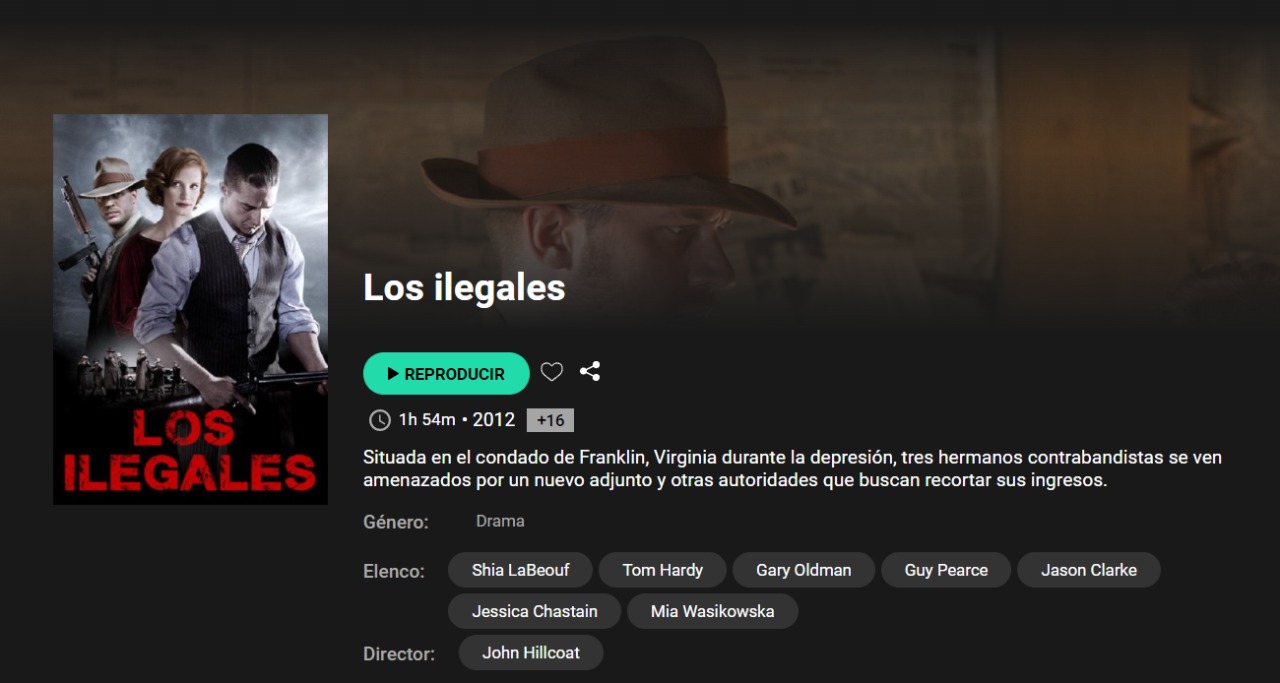 LOS
ILEGALES
Los ilegales
REPRODUCIR
1h 54m • 2012 +16
Situada en el condado de Franklin, Virginia durante la depresión, tres hermanos contrabandistas se ven
amenazados por un nuevo adjunto y otras autoridades que buscan recortar sus ingresos.
Género: Drama
Elenco: Shia LaBeouf Tom Hardy Gary Oldman Guy Pearce Jason Clarke
Jessica Chastain Mia Wasikowska
Director: John Hillcoat